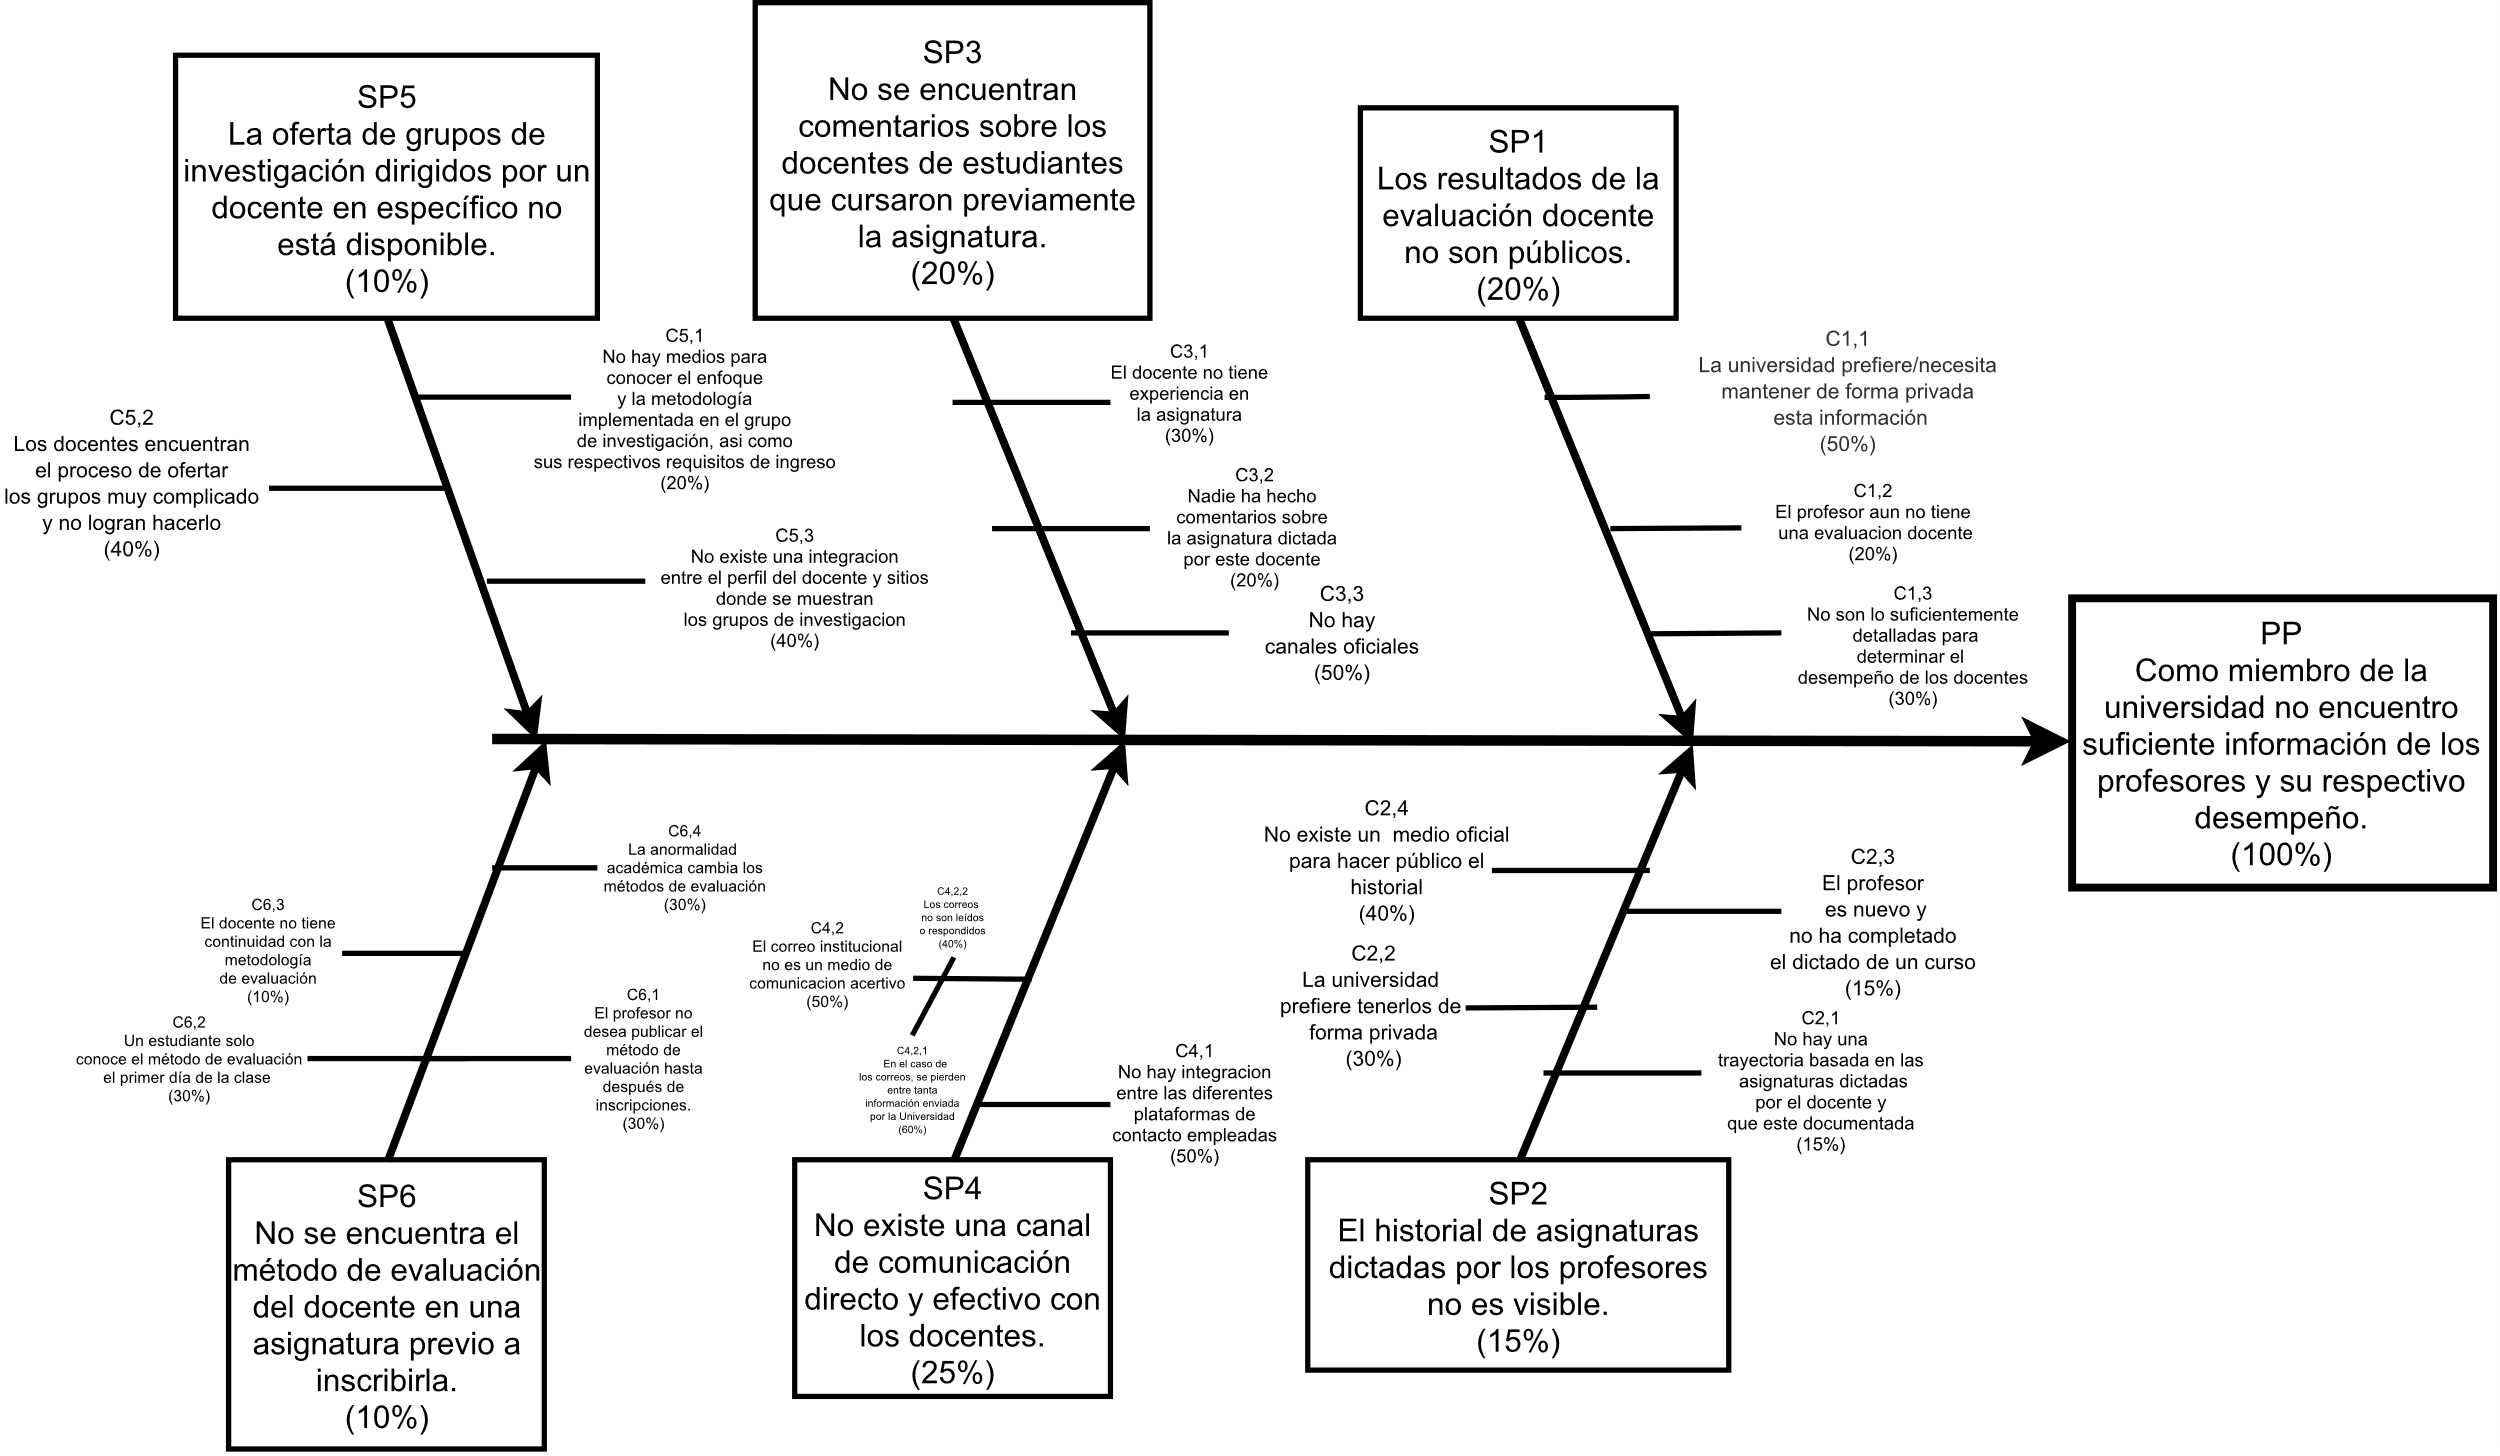 SP5
La oferta de grupos de
investigación dirigidos por un
docente en específico no
está disponible.
(10%)
SP3
No se encuentran
comentarios sobre los
docentes de estudiantes
que cursaron previamente
la asignatura.
(20%)
SP1
Los resultados de la
evaluación docente
no son públicos.
(20%)
C5,2
Los docentes encuentran
el proceso de ofertar
los grupos muy complicado
y no logran hacerlo
(40%)
C5,1
No hay medios para
conocer el enfoque
y la metodología
implementada en el grupo
de investigación, asi como
sus respectivos requisitos de ingreso
(20%)
C5,3
No existe una integracion
entre el perfil del docente y sitios
donde se muestran
los grupos de investigacion
(40%)
C3,1
El docente no tiene
experiencia en
la asignatura
(30%)
C3,2
Nadie ha hecho
comentarios sobre
la asignatura dictada
por este docente
(20%)
C3,3
No hay
canales oficiales
(50%)
C1,1
La universidad prefiere/necesita
mantener de forma privada
esta información
(50%)
C1,2
El profesor aun no tiene
una evaluacion docente
(20%)
C1,3
No son lo suficientemente
detalladas para
determinar el
desempeño de los docentes
(30%)
PP
Como miembro de la
universidad no encuentro
suficiente información de los
profesores y su respectivo
desempeño.
(100%)
C6,4
La anormalidad
académica cambia los
métodos de evaluación
(30%)
C6,3
El docente no tiene
continuidad con la
metodología
de evaluación
(10%)
C6,2
Un estudiante solo
conoce el método de evaluación
el primer día de la clase
(30%)
C6,1
El profesor no
desea publicar el
método de
evaluación hasta
después de
inscripciones.
(30%)
C4,2,2
Los correos
no son leídos
o respondidos
(40%)
C4,2
El correo institucional
no es un medio de
comunicacion acertivo
(50%)
C4,2,1
En el caso de
los correos, se pierden
entre tanta
información enviada
por la Universidad
(60%)
C4,1
No hay integracion
entre las diferentes
plataformas de
contacto empleadas
(50%)
C2,4
No existe un  medio oficial
para hacer público el
historial
(40%)
C2,2
La universidad
prefiere tenerlos de
forma privada
(30%)
C2,3
El profesor
es nuevo y
no ha completado
el dictado de un curso
(15%)
C2,1
No hay una
trayectoria basada en las
asignaturas dictadas
por el docente y
que este documentada
(15%)
SP6
No se encuentra el
método de evaluación
del docente en una
asignatura previo a
inscribirla.
(10%)
SP4
No existe una canal
de comunicación
directo y efectivo con
los docentes.
(25%)
SP2
El historial de asignaturas
dictadas por los profesores
no es visible.
(15%)